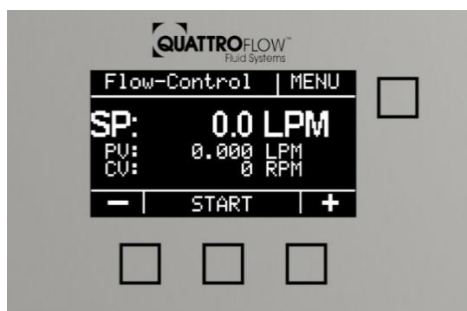 QUATTROFLOW™
Fluid Systems
Flow-Control | MENU
SP: 0.0 LPM
PV: 0.000 LPM
CV: 0 RPM
− | START | +